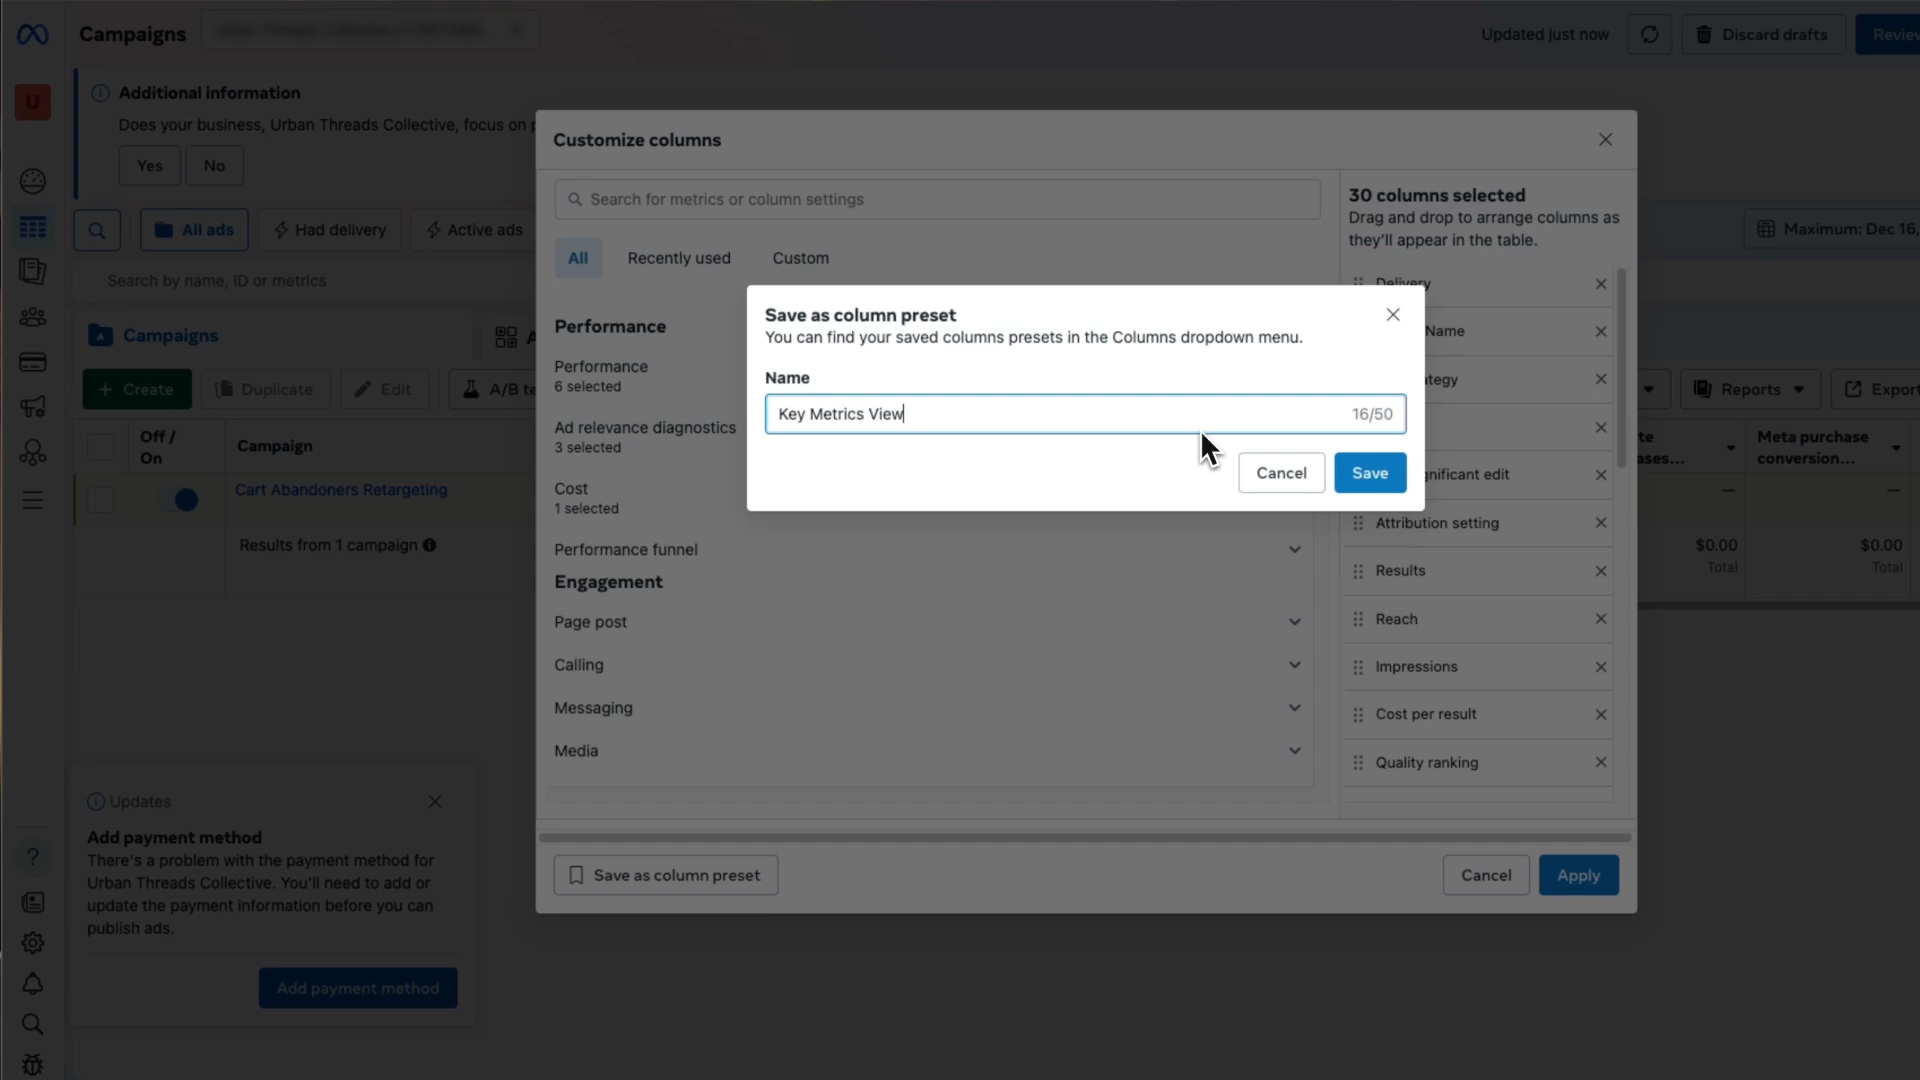 Campaigns
Updated just now
Discard drafts
Review
U
Additional information
Does your business, Urban Threads Collective, focus on p
Yes
No
All ads
Had delivery
Active ads
Maximum: Dec 16,
Search by name, ID or metrics
Campaigns
A
Create
Duplicate
Edit
A/B te
Reports
Export
Off /
On
Campaign
te
ases...
Meta purchase
conversion...
Cart Abandoners Retargeting
—
—
Results from 1 campaign
$0.00
Total
$0.00
Total
Customize columns
Search for metrics or column settings
All
Recently used
Custom
Performance
Performance
6 selected
Ad relevance diagnostics
3 selected
Cost
1 selected
Performance funnel
Engagement
Page post
Calling
Messaging
Media
30 columns selected
Drag and drop to arrange columns as
they'll appear in the table.
Delivery
Name
ategy
gnificant edit
Attribution setting
Results
Reach
Impressions
Cost per result
Quality ranking
Save as column preset
Cancel
Apply
Save as column preset
You can find your saved columns presets in the Columns dropdown menu.
Name
Key Metrics View
16/50
Cancel
Save
Updates
Add payment method
There's a problem with the payment method for
Urban Threads Collective. You'll need to add or
update the payment information before you can
publish ads.
Add payment method